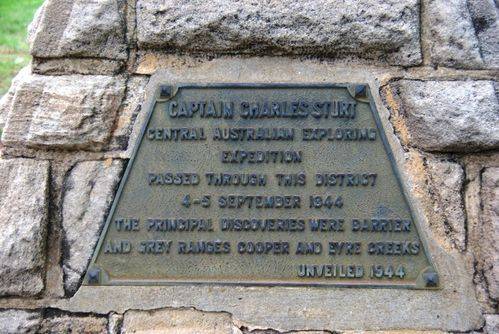 CAPTAIN CHARLES STURT
CENTRAL AUSTRALIAN EXPLORING
EXPEDITION
PASSED THROUGH THIS DISTRICT
4-5 SEPTEMBER 1844
THE PRINCIPAL DISCOVERIES WERE BARRIER
AND GREY RANGES COOPER AND EYRE CREEKS
UNVEILED 1944